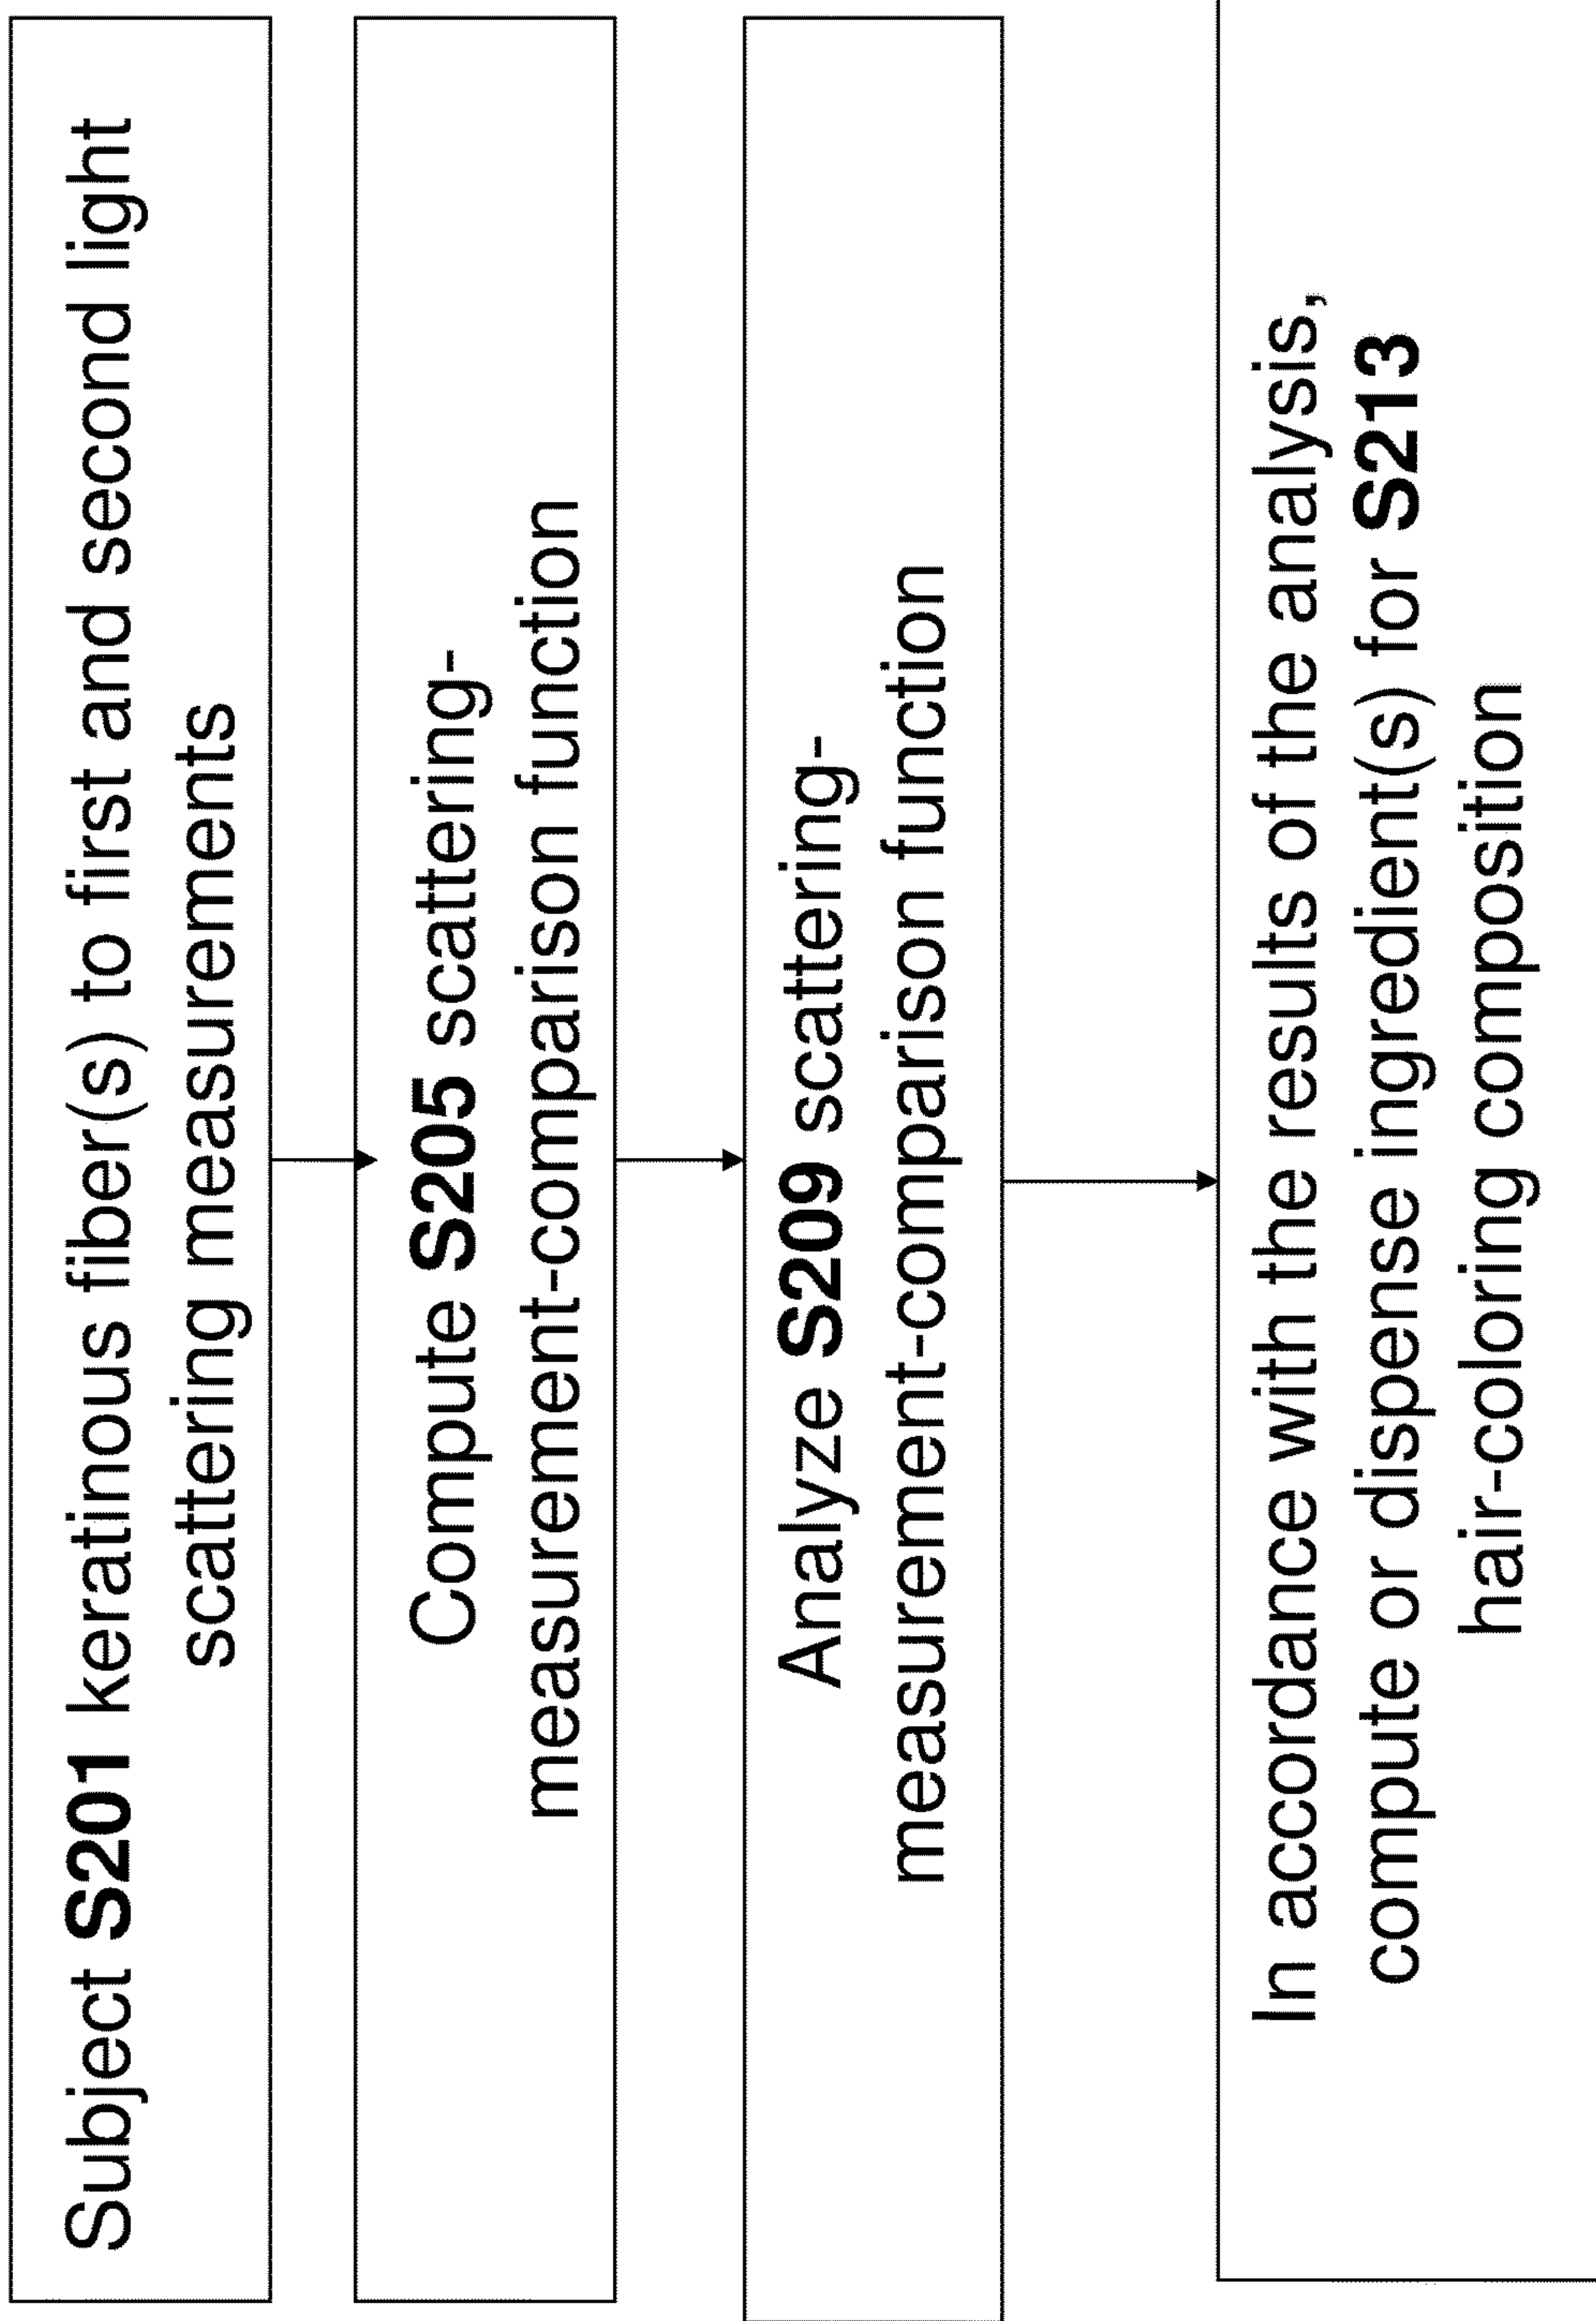 Subject S201 keratinous fiber(s) to first and second light
scattering measurements
Compute S205 scattering-
measurement-comparison function
Analyze S209 scattering-
measurement-comparison function
In accordance with the results of the analysis,
compute or dispense ingredient(s) for S213
hair-coloring composition